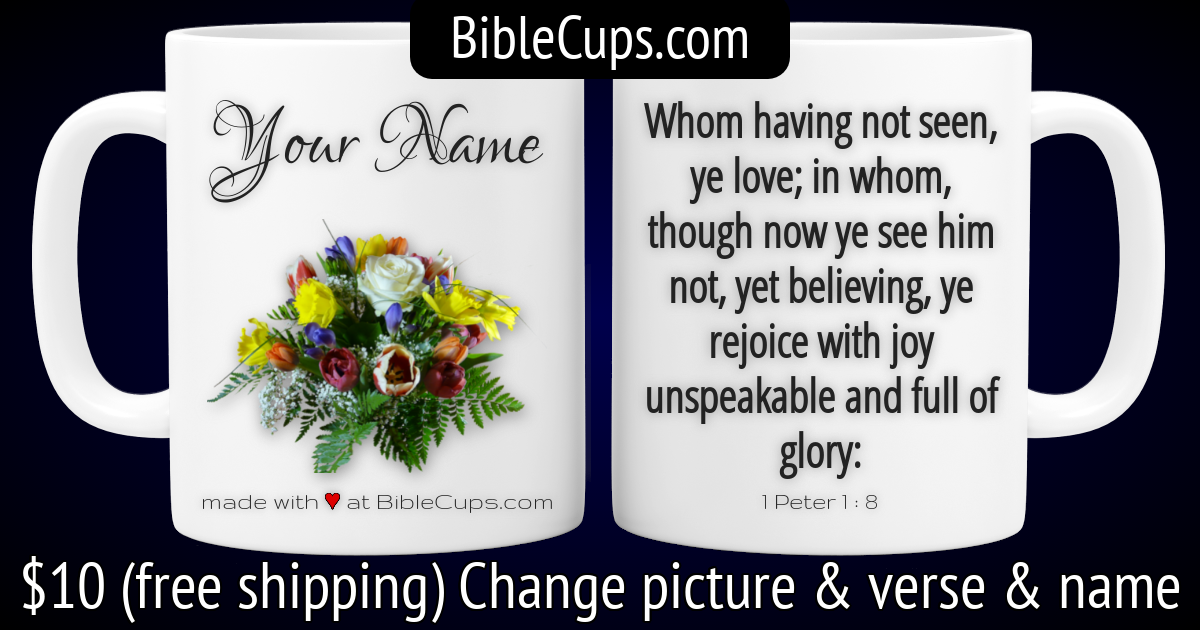 BibleCups.com
Your Name
made with ♥ at BibleCups.com
Whom having not seen,
ye love; in whom,
though now ye see him
not, yet believing, ye
rejoice with joy
unspeakable and full of
glory:
1 Peter 1 : 8
$10 (free shipping) Change picture & verse & name